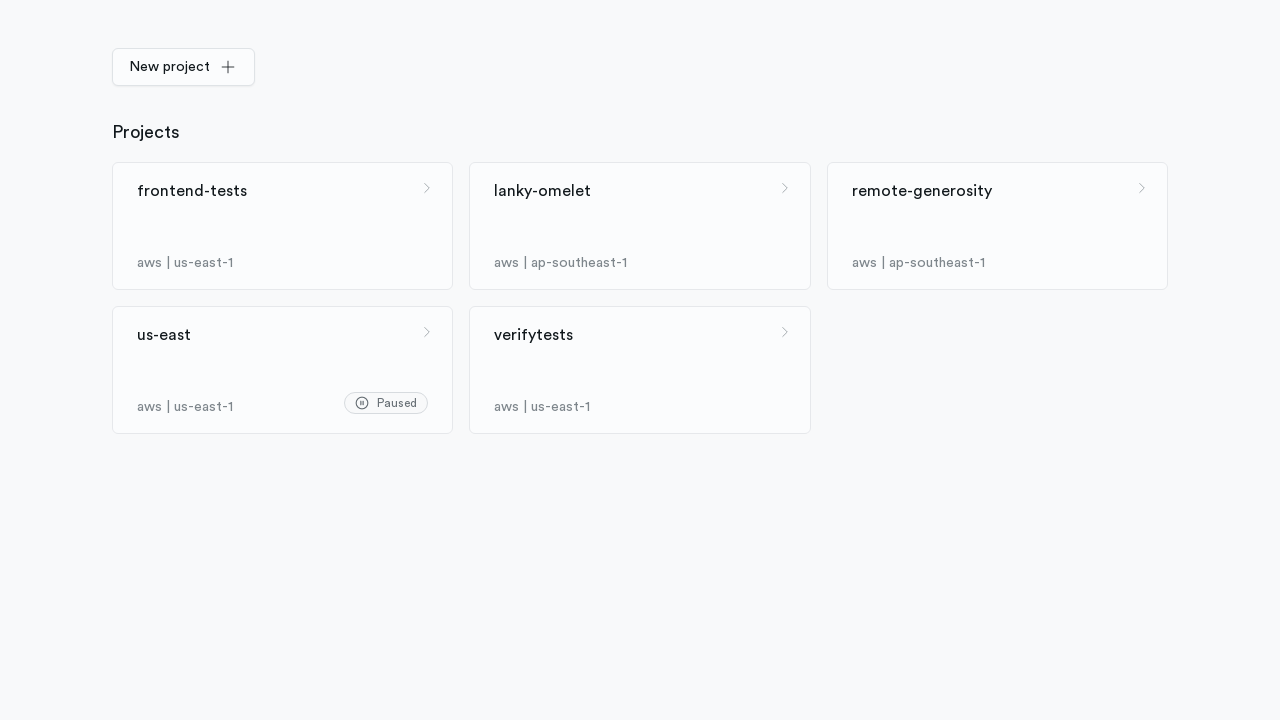 New project
Projects
frontend-tests
aws | us-east-1
lanky-omelet
aws | ap-southeast-1
remote-generosity
aws | ap-southeast-1
us-east
aws | us-east-1
Paused
verifytests
aws | us-east-1